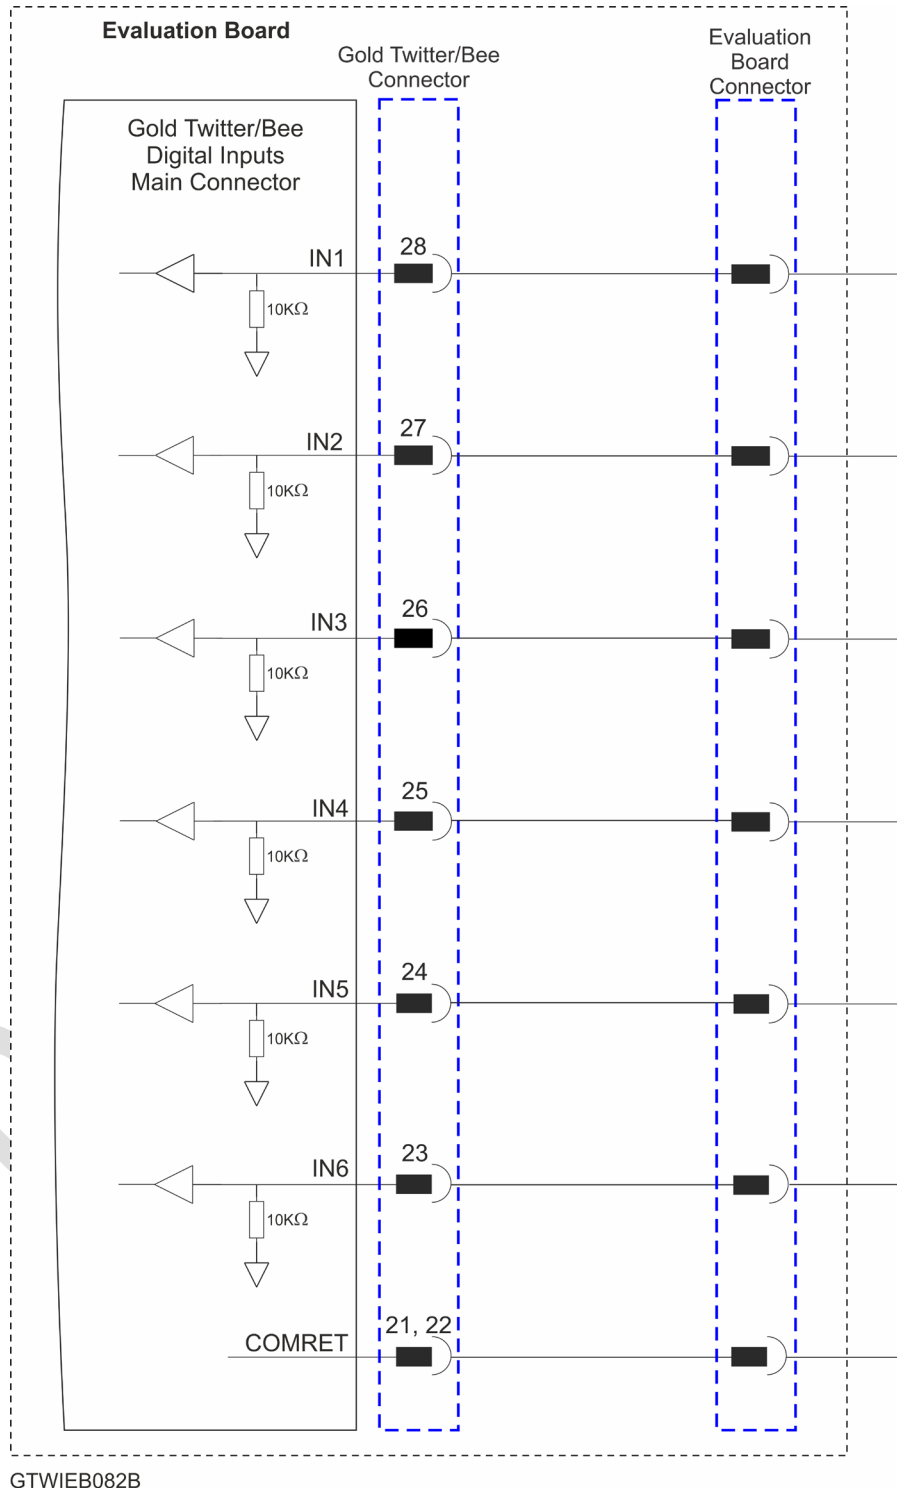 Evaluation Board
Gold Twitter/Bee
Connector
Evaluation
Board
Connector
Gold Twitter/Bee
Digital Inputs
Main Connector
IN1
28
10KΩ
IN2
27
10KΩ
IN3
26
10KΩ
IN4
25
10KΩ
IN5
24
10KΩ
IN6
23
10KΩ
COMRET
21, 22
GTWIEB082B